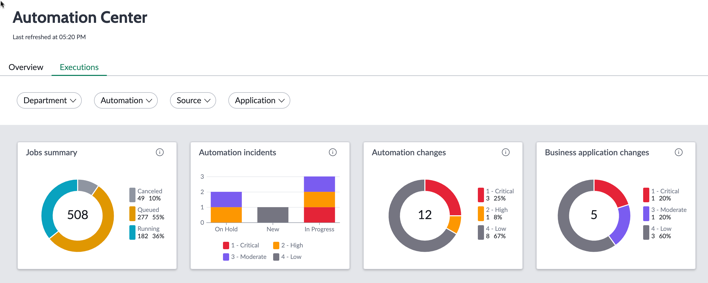 Automation Center
Last refreshed at 05:20 PM
Overview
Executions
Department
Automation
Source
Application
Jobs summary
508
Canceled
49 10%
Queued
277 55%
Running
182 36%
Automation incidents
3
2
1
0
On Hold
New
In Progress
1 - Critical
2 - High
3 - Moderate
4 - Low
Automation changes
12
1 - Critical
3 25%
2 - High
1 8%
4 - Low
8 67%
Business application changes
5
1 - Critical
1 20%
3 - Moderate
1 20%
4 - Low
3 60%